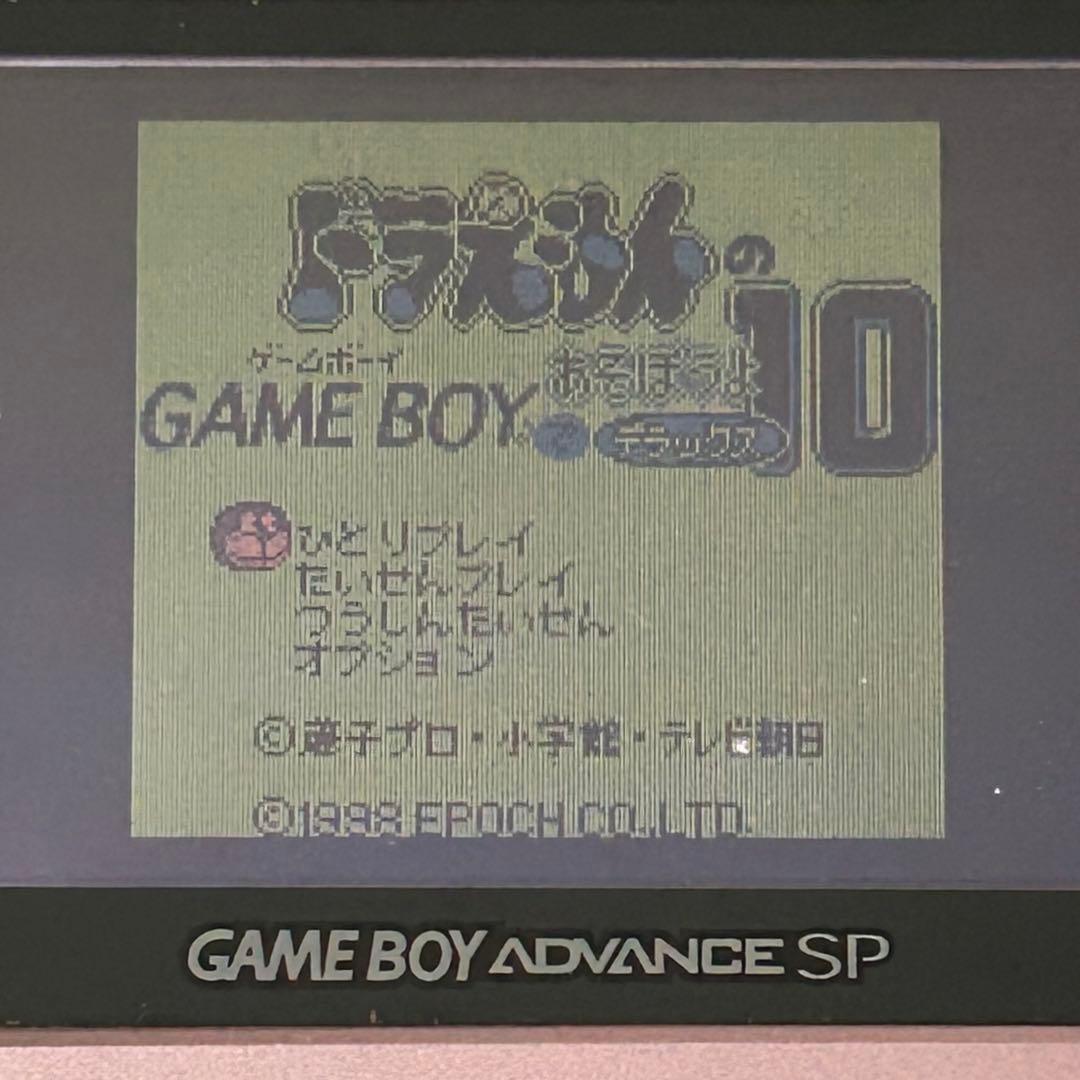 ドラえもんの
ゲームボーイ
GAME BOY であそぼうよ
デラックス10
ひとりプレイ
たいせんプレイ
つうしんたいせん
オプション
©藤子プロ・小学館・テレビ朝日
©1998 EPOCH CO.,LTD.
GAME BOY ADVANCE SP